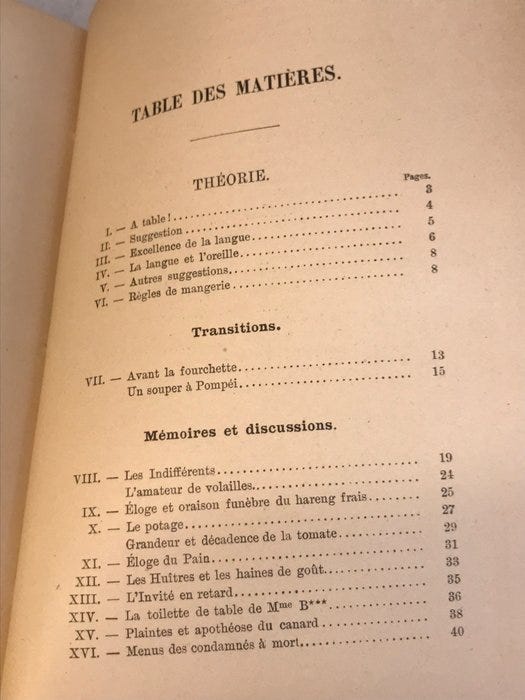 TABLE DES MATIÈRES.
THÉORIE.
Pages.
I. — A table!........ 3
II. — Suggestion........ 4
III. — Excellence de la langue........ 5
IV. — La langue et l'oreille........ 6
V. — Autres suggestions........ 8
VI. — Règles de mangerie........ 8
Transitions.
VII. — Avant la fourchette........ 13
Un souper à Pompéi........ 15
Mémoires et discussions.
VIII. — Les Indifférents........ 19
L'amateur de volailles........ 24
IX. — Éloge et oraison funèbre du hareng frais........ 25
X. — Le potage........ 27
Grandeur et décadence de la tomate........ 29
XI. — Éloge du Pain........ 31
XII. — Les Huîtres et les haines de goût........ 33
XIII. — L'Invité en retard........ 35
XIV. — La toilette de table de Mme B***........ 36
XV. — Plaintes et apothéose du canard........ 38
XVI. — Menus des condamnés à mort........ 40